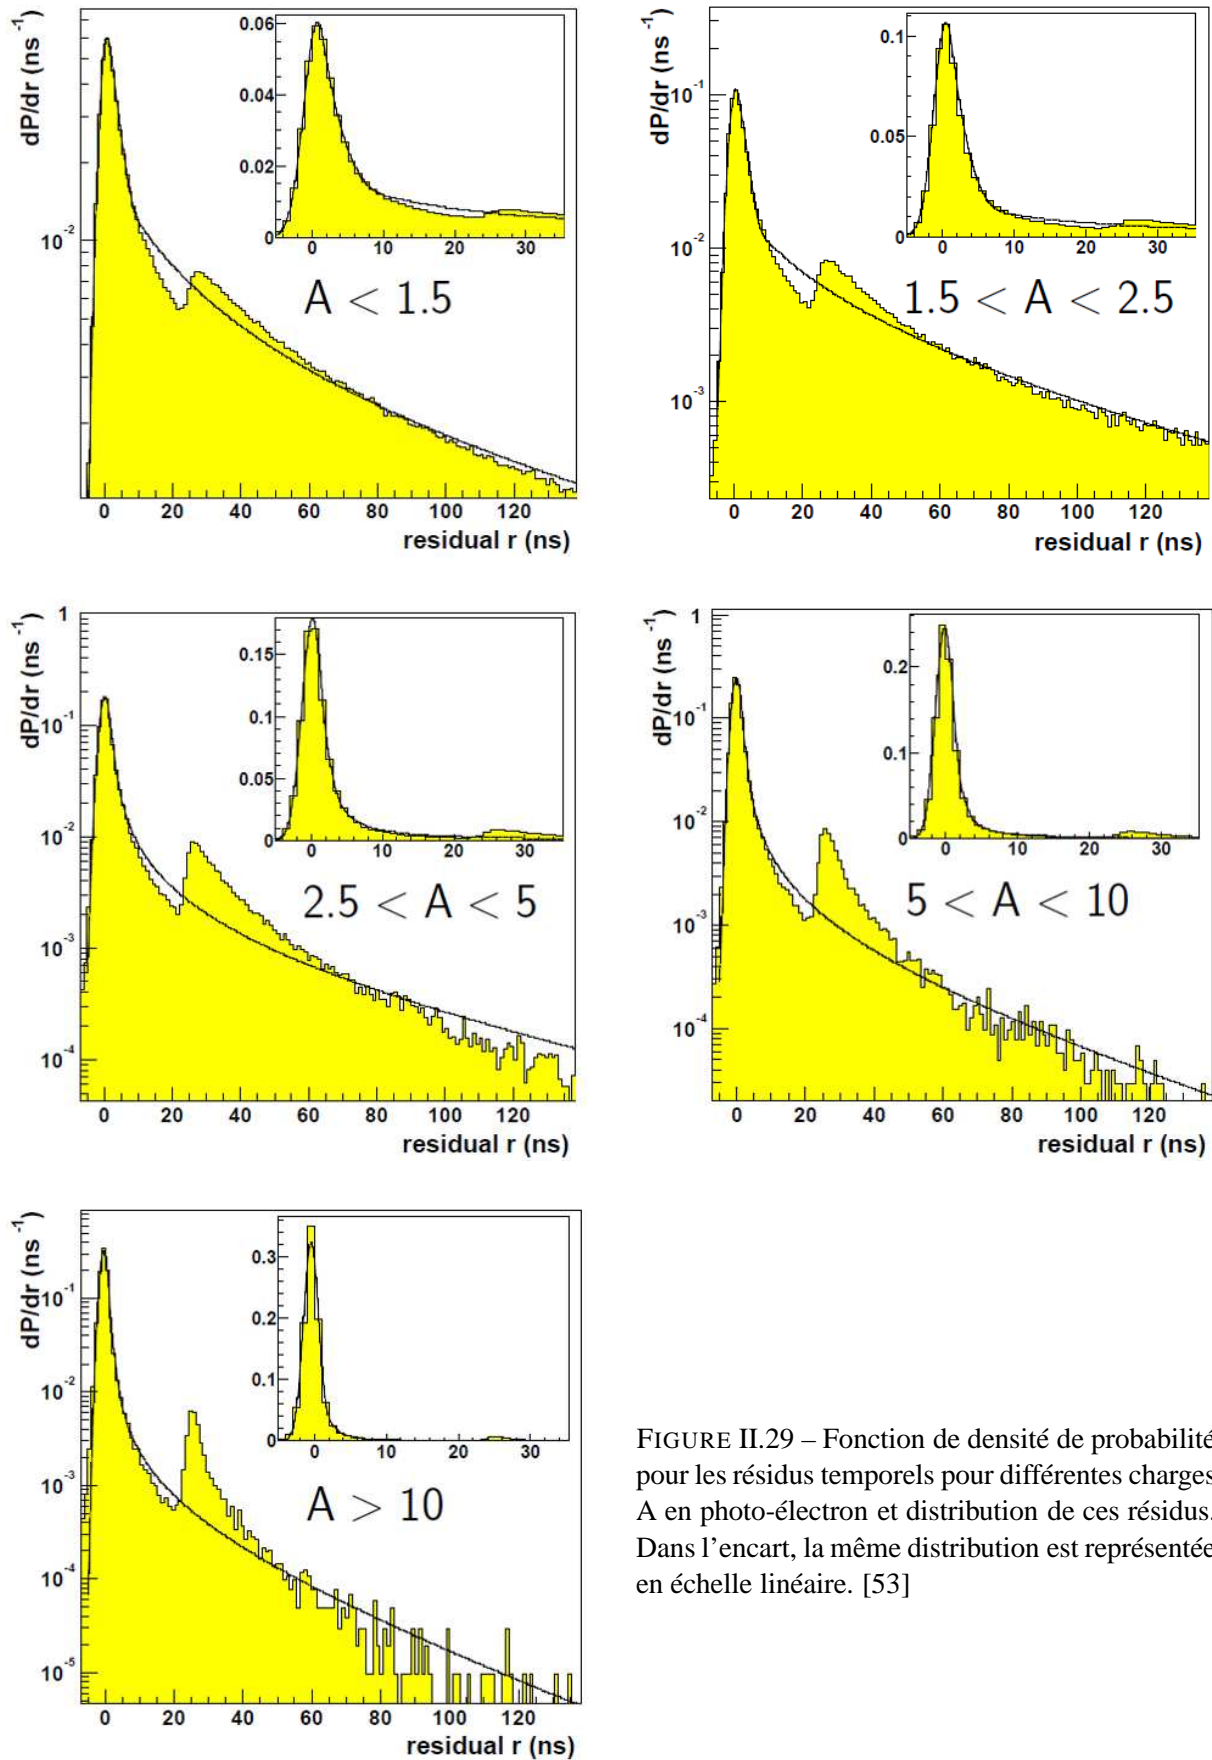 dP/dr (ns -1)
10-2
0.06
0.04
0.02
0
0 10 20 30
A < 1.5
0 20 40 60 80 100 120
residual r (ns)
dP/dr (ns -1)
10-1
10-2
10-3
0.1
0.05
0
0 10 20 30
1.5 < A < 2.5
0 20 40 60 80 100 120
residual r (ns)
dP/dr (ns -1)
1
10-1
10-2
10-3
10-4
0.15
0.1
0.05
0
0 10 20 30
2.5 < A < 5
0 20 40 60 80 100 120
residual r (ns)
dP/dr (ns -1)
1
10-1
10-2
10-3
10-4
0.2
0.1
0
0 10 20 30
5 < A < 10
0 20 40 60 80 100 120
residual r (ns)
dP/dr (ns -1)
10-1
10-2
10-3
10-4
10-5
0.3
0.2
0.1
0
0 10 20 30
A > 10
0 20 40 60 80 100 120
residual r (ns)
FIGURE II.29 – Fonction de densité de probabilité
pour les résidus temporels pour différentes charges
A en photo-électron et distribution de ces résidus.
Dans l'encart, la même distribution est représentée
en échelle linéaire. [53]